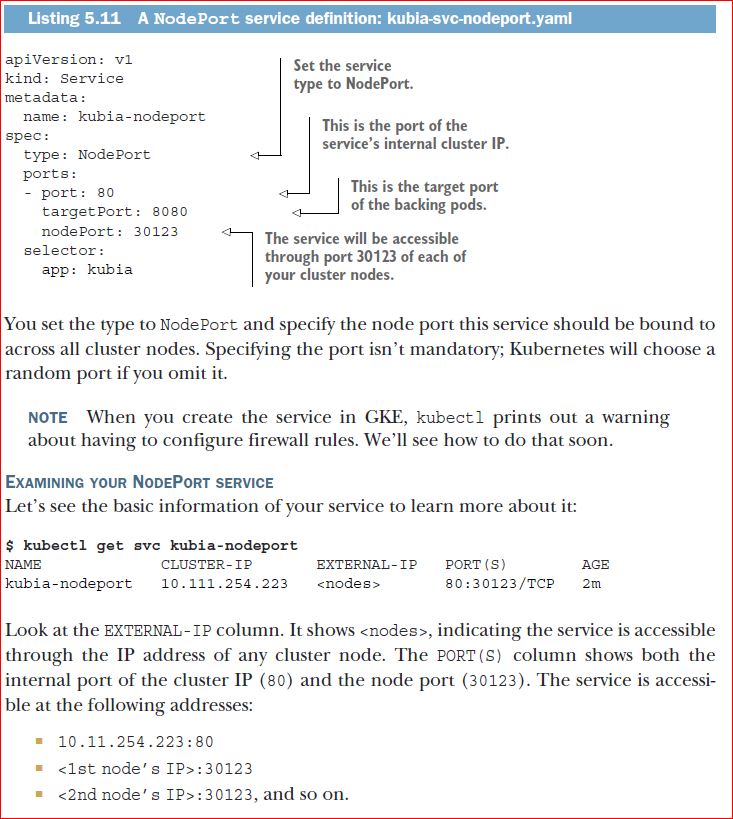 Listing 5.11 A NodePort service definition: kubia-svc-nodeport.yaml
apiVersion: v1
kind: Service
metadata:
  name: kubia-nodeport
spec:
  type: NodePort
  ports:
  - port: 80
    targetPort: 8080
    nodePort: 30123
  selector:
    app: kubia
Set the service
type to NodePort.
This is the port of the
service's internal cluster IP.
This is the target port
of the backing pods.
The service will be accessible
through port 30123 of each of
your cluster nodes.
You set the type to NodePort and specify the node port this service should be bound to
across all cluster nodes. Specifying the port isn't mandatory; Kubernetes will choose a
random port if you omit it.
NOTE When you create the service in GKE, kubectl prints out a warning
about having to configure firewall rules. We'll see how to do that soon.
EXAMINING YOUR NODEPORT SERVICE
Let's see the basic information of your service to learn more about it:
$ kubectl get svc kubia-nodeport
NAME CLUSTER-IP EXTERNAL-IP PORT(S) AGE
kubia-nodeport 10.111.254.223 <nodes> 80:30123/TCP 2m
Look at the EXTERNAL-IP column. It shows <nodes>, indicating the service is accessible
through the IP address of any cluster node. The PORT(S) column shows both the
internal port of the cluster IP (80) and the node port (30123). The service is accessi-
ble at the following addresses:
▪ 10.11.254.223:80
▪ <1st node's IP>:30123
▪ <2nd node's IP>:30123, and so on.